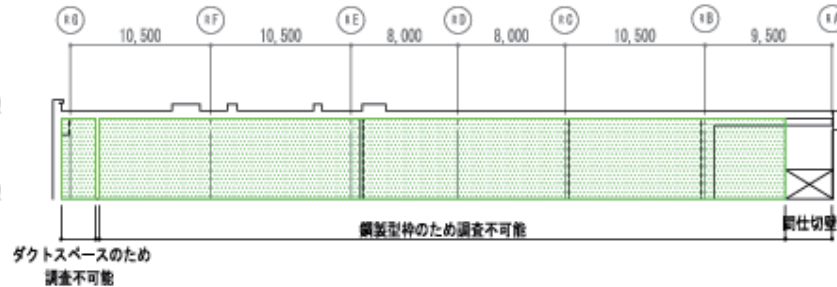 RG RF RE RD RC RB RA
10,500 10,500 8,000 8,000 10,500 9,500
鋼製型枠のため調査不可能
間仕切壁
ダクトスペースのため
調査不可能